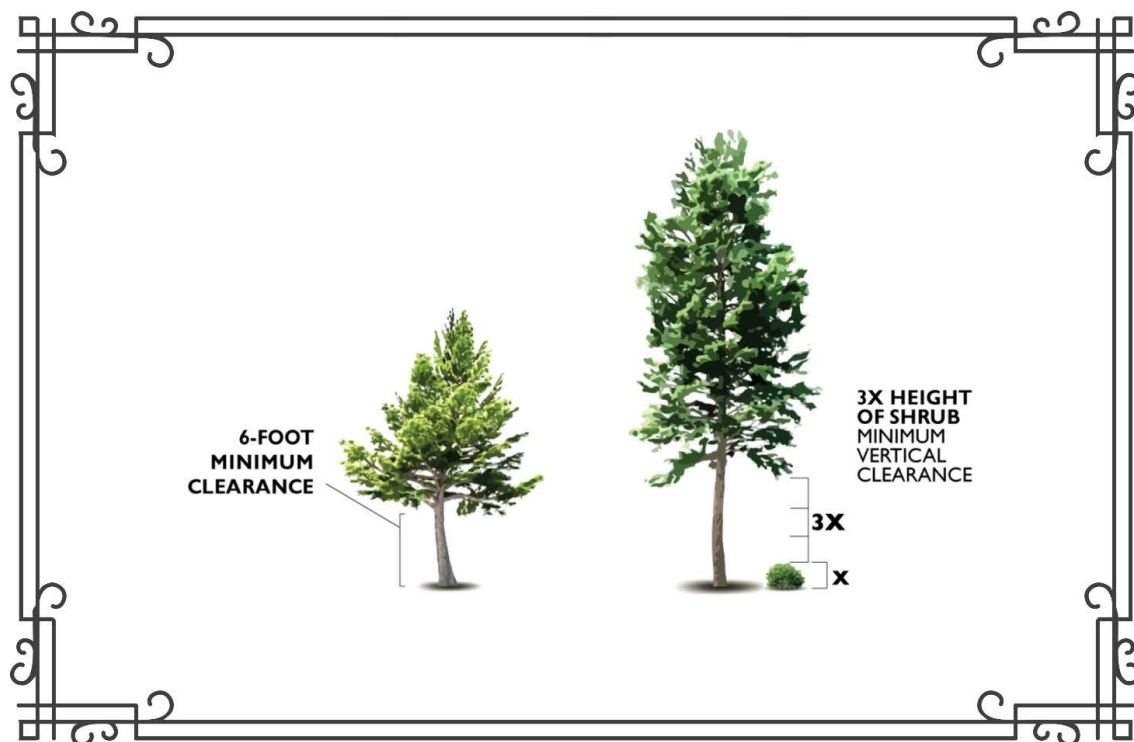 6-FOOT
MINIMUM
CLEARANCE
3X HEIGHT
OF SHRUB
MINIMUM
VERTICAL
CLEARANCE
3X
X